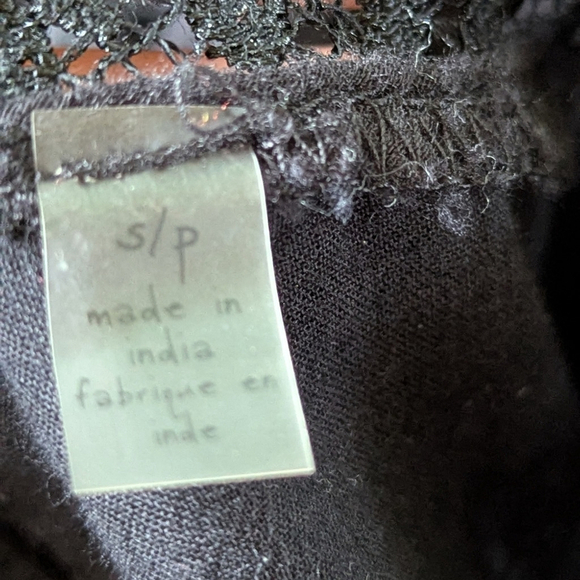 s/p
made in
india
fabrique en
inde